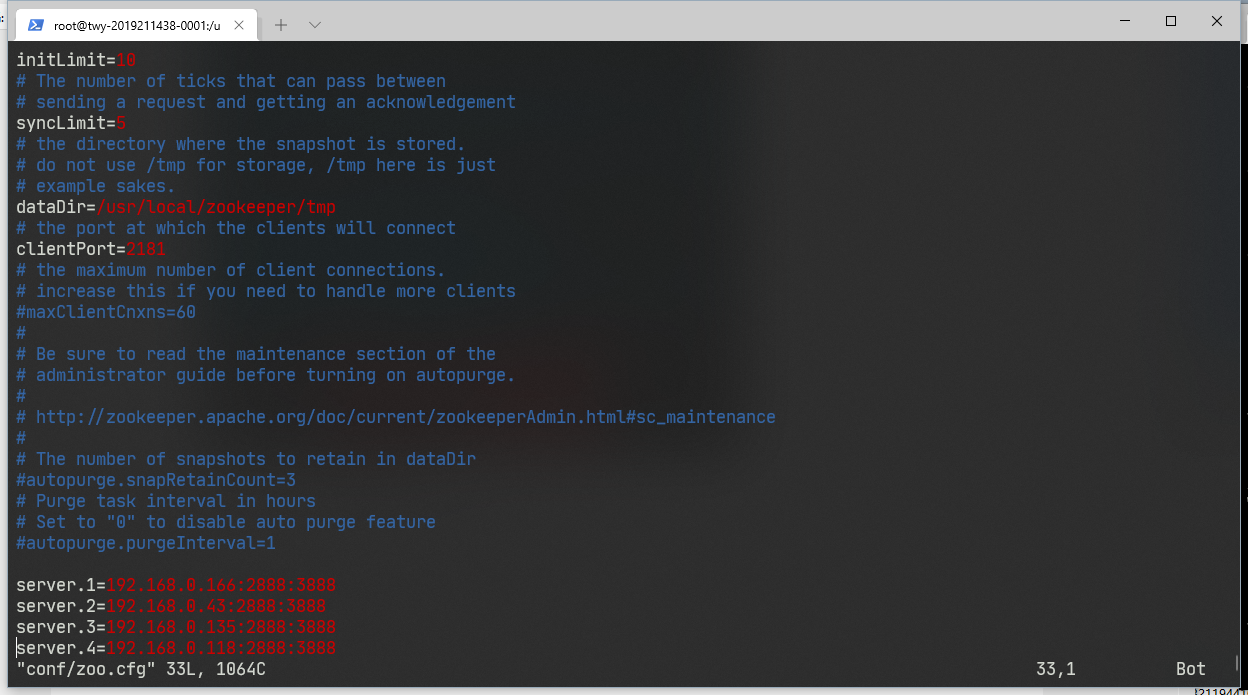 root@twy-2019211438-0001:/u
initLimit=10
# The number of ticks that can pass between
# sending a request and getting an acknowledgement
syncLimit=5
# the directory where the snapshot is stored.
# do not use /tmp for storage, /tmp here is just
# example sakes.
dataDir=/usr/local/zookeeper/tmp
# the port at which the clients will connect
clientPort=2181
# the maximum number of client connections.
# increase this if you need to handle more clients
#maxClientCnxns=60
#
# Be sure to read the maintenance section of the
# administrator guide before turning on autopurge.
#
# http://zookeeper.apache.org/doc/current/zookeeperAdmin.html#sc_maintenance
#
# The number of snapshots to retain in dataDir
#autopurge.snapRetainCount=3
# Purge task interval in hours
# Set to "0" to disable auto purge feature
#autopurge.purgeInterval=1
server.1=192.168.0.166:2888:3888
server.2=192.168.0.43:2888:3888
server.3=192.168.0.135:2888:3888
server.4=192.168.0.118:2888:3888
"conf/zoo.cfg" 33L, 1064C 33,1 Bot